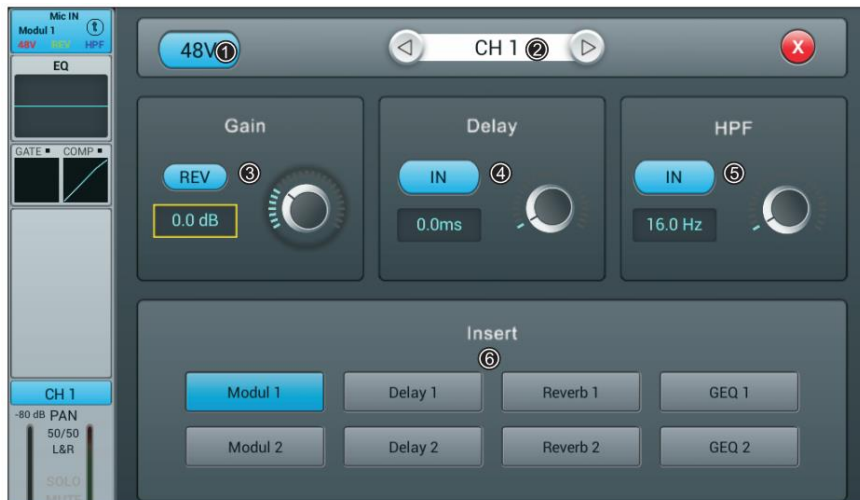 Mic IN
Modul 1
48V REV HPF
EQ
GATE COMP
CH 1
-80 dB PAN
50/50
L&R
SOLO
MUTE
48V ①
CH 1 ②
X
Gain
REV ③
0.0 dB
Delay
IN ④
0.0ms
HPF
IN ⑤
16.0 Hz
Insert
⑥
Modul 1 Delay 1 Reverb 1 GEQ 1
Modul 2 Delay 2 Reverb 2 GEQ 2